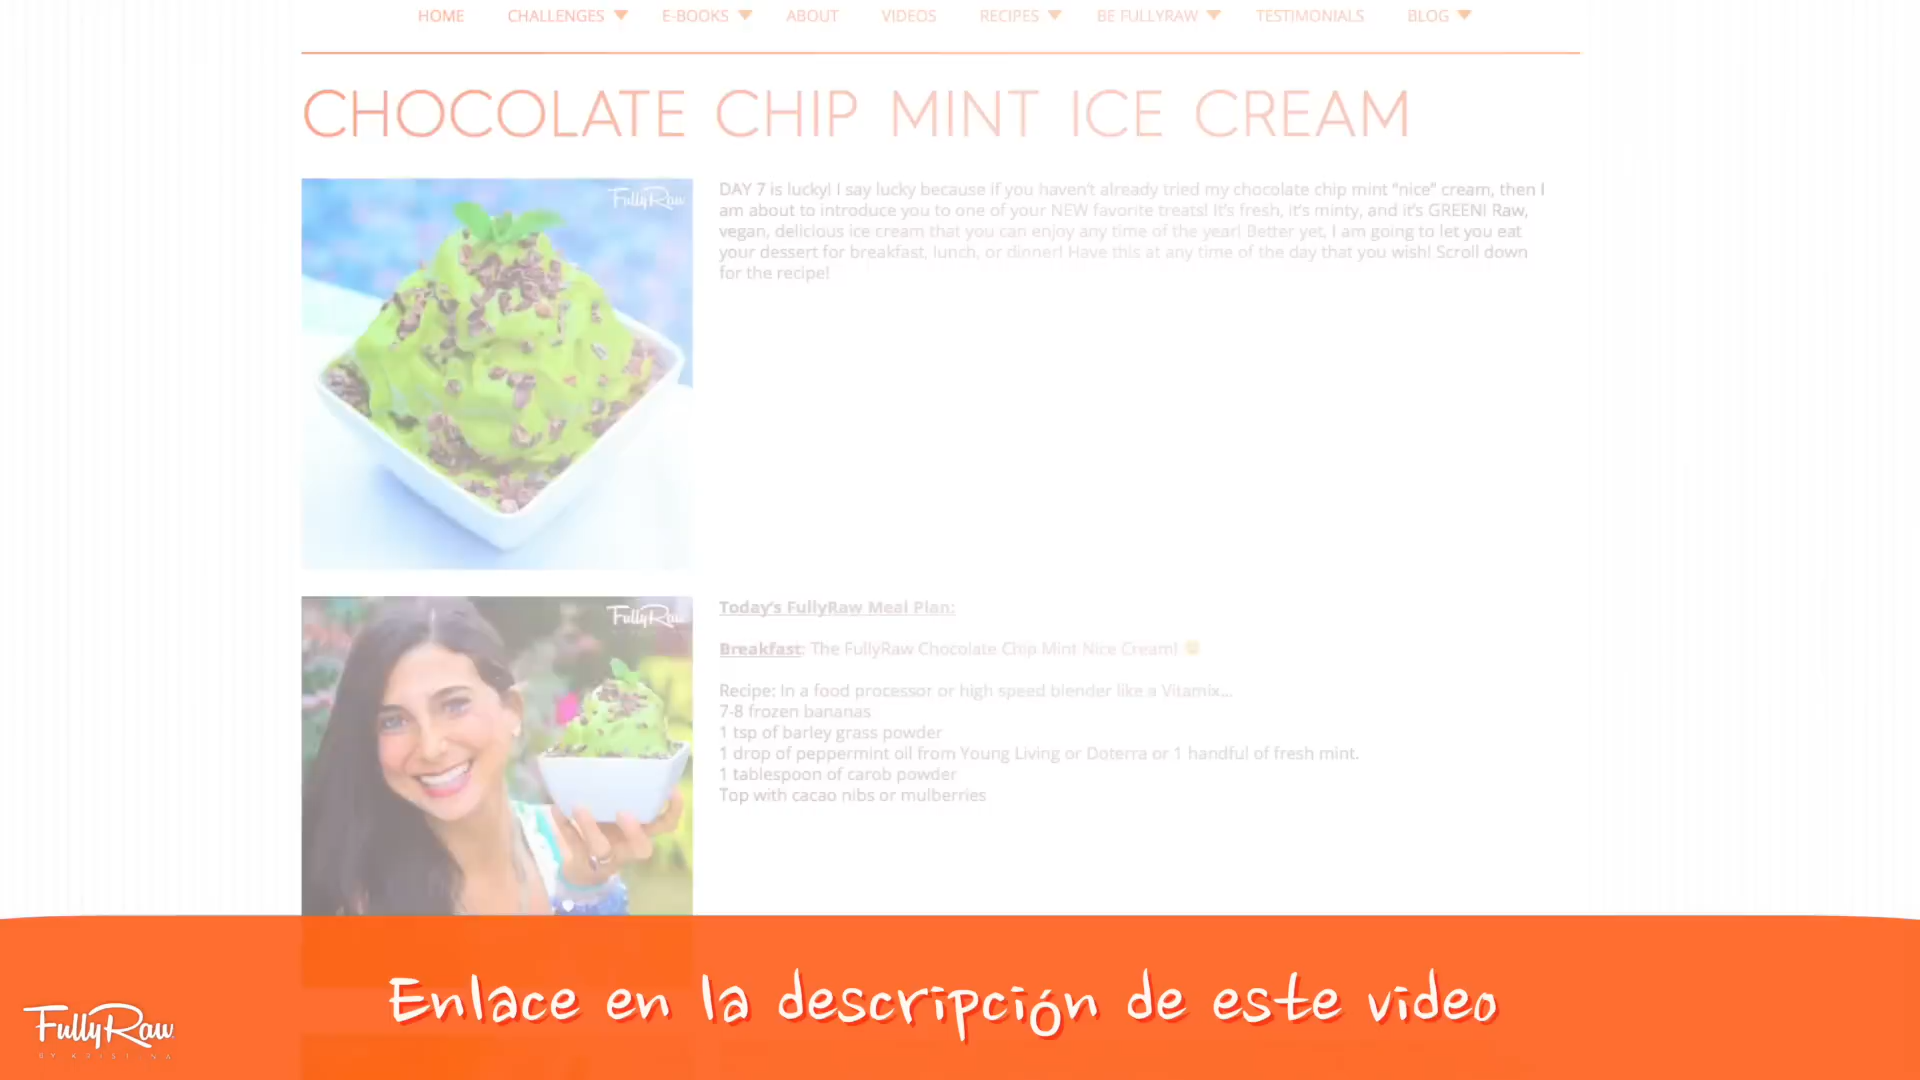 HOME CHALLENGES E-BOOKS ABOUT VIDEOS RECIPES BE FULLYRAW TESTIMONIALS BLOG
CHOCOLATE CHIP MINT ICE CREAM
FullyRaw
DAY 7 is lucky! I say lucky because if you haven't already tried my chocolate chip mint “nice” cream, then I
am about to introduce you to one of your NEW favorite treats! It's fresh, it's minty, and it's GREEN! Raw,
vegan, delicious ice cream that you can enjoy any time of the year! Better yet, I am going to let you eat
your dessert for breakfast, lunch, or dinner! Have this at any time of the day that you wish! Scroll down
for the recipe!
FullyRaw
Today's FullyRaw Meal Plan:
Breakfast: The FullyRaw Chocolate Chip Mint Nice Cream!
Recipe: In a food processor or high speed blender like a Vitamix...
7-8 frozen bananas
1 tsp of barley grass powder
1 drop of peppermint oil from Young Living or Doterra or 1 handful of fresh mint.
1 tablespoon of carob powder
Top with cacao nibs or mulberries
Enlace en la descripción de este video
FullyRaw
BY KRISTINA